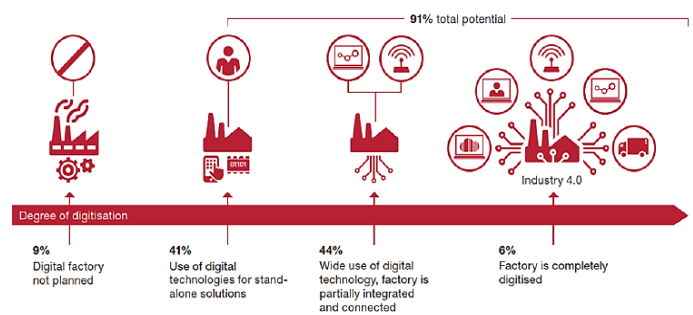 91% total potential
01101
Industry 4.0
Degree of digitisation
9%
Digital factory
not planned
41%
Use of digital
technologies for stand-
alone solutions
44%
Wide use of digital
technology, factory is
partially integrated
and connected
6%
Factory is completely
digitised